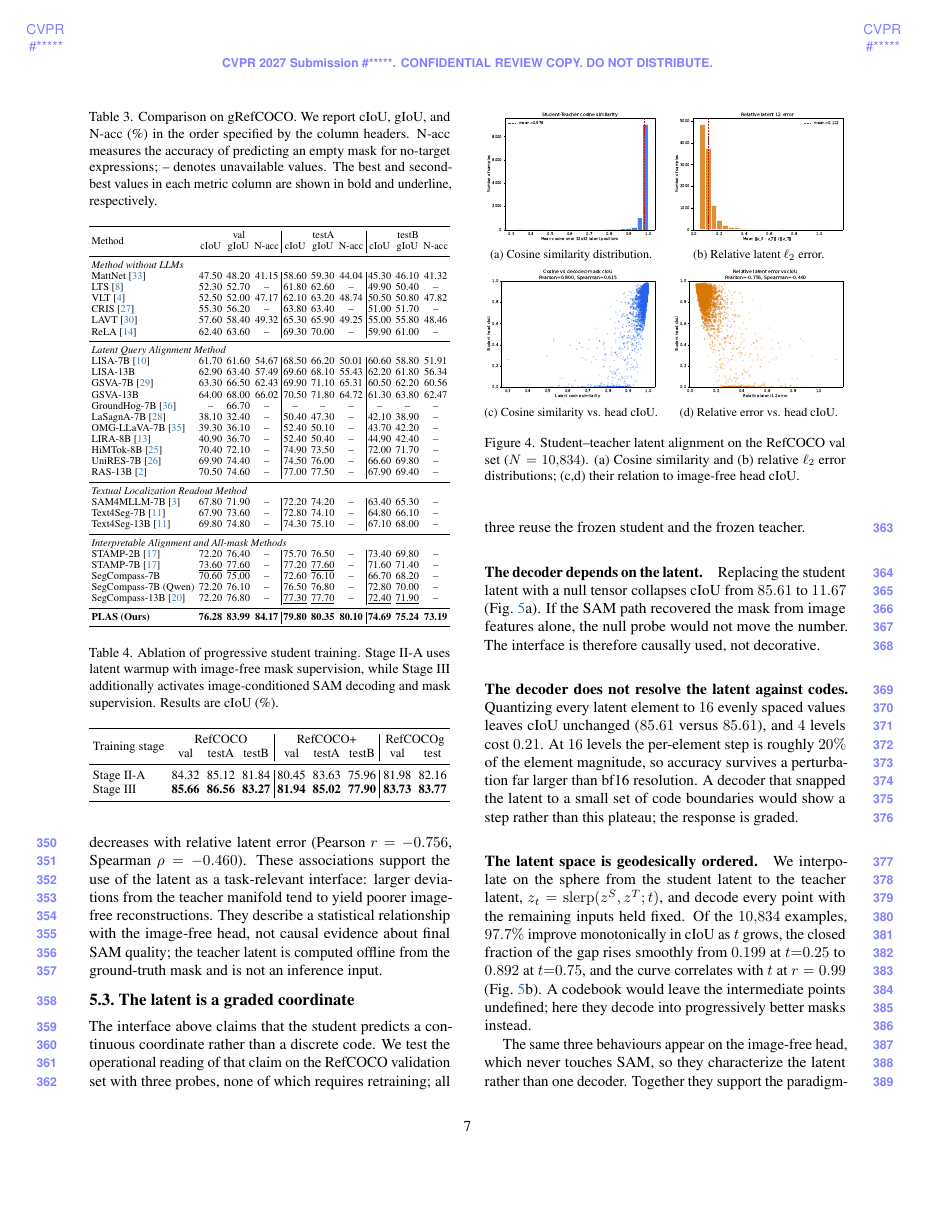 CVPR
#*****
CVPR
#*****
CVPR 2027 Submission #*****. CONFIDENTIAL REVIEW COPY. DO NOT DISTRIBUTE.
Table 3. Comparison on gRefCOCO. We report cIoU, gIoU, and
N-acc (%) in the order specified by the column headers. N-acc
measures the accuracy of predicting an empty mask for no-target
expressions; – denotes unavailable values. The best and second-
best values in each metric column are shown in bold and underline,
respectively.
Method val testA testB
cIoU gIoU N-acc cIoU gIoU N-acc cIoU gIoU N-acc
Method without LLMs
MattNet [33] 47.50 48.20 41.15 58.60 59.30 44.04 45.30 46.10 41.32
LTS [8] 52.30 52.70 – 61.80 62.60 – 49.90 50.40 –
VLT [4] 52.50 52.00 47.17 62.10 63.20 48.74 50.50 50.80 47.82
CRIS [27] 55.30 56.20 – 63.80 63.40 – 51.00 51.70 –
LAVT [30] 57.60 58.40 49.32 65.30 65.90 49.25 55.00 55.80 48.46
ReLA [14] 62.40 63.60 – 69.30 70.00 – 59.90 61.00 –
Latent Query Alignment Method
LISA-7B [10] 61.70 61.60 54.67 68.50 66.20 50.01 60.60 58.80 51.91
LISA-13B 62.90 63.40 57.49 69.60 68.10 55.43 62.20 61.80 56.34
GSVA-7B [29] 63.30 66.50 62.43 69.90 71.10 65.31 60.50 62.20 60.56
GSVA-13B 64.00 68.00 66.02 70.50 71.80 64.72 61.30 63.80 62.47
GroundHog-7B [36] – 66.70 – – – – – – –
LaSagnA-7B [28] 38.10 32.40 – 50.40 47.30 – 42.10 38.90 –
OMG-LLaVA-7B [35] 39.30 36.10 – 52.40 50.10 – 43.70 42.20 –
LIRA-8B [13] 40.90 36.70 – 52.40 50.40 – 44.90 42.40 –
HiMTok-8B [25] 70.40 72.10 – 74.90 73.50 – 72.00 71.70 –
UniRES-7B [26] 69.90 74.40 – 74.50 76.00 – 66.60 69.80 –
RAS-13B [2] 70.50 74.60 – 77.00 77.50 – 67.90 69.40 –
Textual Localization Readout Method
SAM4MLLM-7B [3] 67.80 71.90 – 72.20 74.20 – 63.40 65.30 –
Text4Seg-7B [11] 67.90 73.60 – 72.80 74.10 – 64.80 66.10 –
Text4Seg-13B [11] 69.80 74.80 – 74.30 75.10 – 67.10 68.00 –
Interpretable Alignment and All-mask Methods
STAMP-2B [17] 72.20 76.40 – 75.70 76.50 – 73.40 69.80 –
STAMP-7B [17] 73.60 77.60 – 77.20 77.40 – 71.60 71.40 –
SegCompass-7B 70.60 75.00 – 72.60 76.10 – 66.70 68.20 –
SegCompass-7B (Qwen) 72.20 76.10 – 76.50 76.80 – 72.80 70.00 –
SegCompass-13B [20] 72.20 76.80 – 77.30 77.70 – 72.40 71.90 –
PLAS (Ours) 76.28 83.99 84.17 79.80 80.35 80.10 74.69 75.24 73.19
Table 4. Ablation of progressive student training. Stage II-A uses
latent warmup with image-free mask supervision, while Stage III
additionally activates image-conditioned SAM decoding and mask
supervision. Results are cIoU (%).
Training stage RefCOCO RefCOCO+ RefCOCOg
val testA testB val testA testB val test
Stage II-A 84.32 85.12 81.84 80.45 83.63 75.96 81.98 82.16
Stage III 85.66 86.56 83.27 81.94 85.02 77.90 83.73 83.77
350 decreases with relative latent error (Pearson r = −0.756,
351 Spearman ρ = −0.460). These associations support the
352 use of the latent as a task-relevant interface: larger devia-
353 tions from the teacher manifold tend to yield poorer image-
354 free reconstructions. They describe a statistical relationship
355 with the image-free head, not causal evidence about final
356 SAM quality; the teacher latent is computed offline from the
357 ground-truth mask and is not an inference input.
358 5.3. The latent is a graded coordinate
359 The interface above claims that the student predicts a con-
360 tinuous coordinate rather than a discrete code. We test the
361 operational reading of that claim on the RefCOCO validation
362 set with three probes, none of which requires retraining; all
Student-Teacher cosine similarity
Mean cosine over 32x32 latent positions
(a) Cosine similarity distribution.
Relative latent L2 error
(b) Relative latent ℓ2 error.
Cosine vs decoded-mask cIoU
Pearson=0.800, Spearman=0.615
Latent cosine similarity
(c) Cosine similarity vs. head cIoU.
Relative latent error vs cIoU
Pearson=-0.756, Spearman=-0.460
Relative latent L2 error
(d) Relative error vs. head cIoU.
Figure 4. Student–teacher latent alignment on the RefCOCO val
set (N = 10,834). (a) Cosine similarity and (b) relative ℓ2 error
distributions; (c,d) their relation to image-free head cIoU.
three reuse the frozen student and the frozen teacher. 363
The decoder depends on the latent. Replacing the student 364
latent with a null tensor collapses cIoU from 85.61 to 11.67 365
(Fig. 5a). If the SAM path recovered the mask from image 366
features alone, the null probe would not move the number. 367
The interface is therefore causally used, not decorative. 368
The decoder does not resolve the latent against codes. 369
Quantizing every latent element to 16 evenly spaced values 370
leaves cIoU unchanged (85.61 versus 85.61), and 4 levels 371
cost 0.21. At 16 levels the per-element step is roughly 20% 372
of the element magnitude, so accuracy survives a perturba- 373
tion far larger than bf16 resolution. A decoder that snapped 374
the latent to a small set of code boundaries would show a 375
step rather than this plateau; the response is graded. 376
The latent space is geodesically ordered. We interpo- 377
late on the sphere from the student latent to the teacher 378
latent, zt = slerp(zS, zT; t), and decode every point with 379
the remaining inputs held fixed. Of the 10,834 examples, 380
97.7% improve monotonically in cIoU as t grows, the closed 381
fraction of the gap rises smoothly from 0.199 at t=0.25 to 382
0.892 at t=0.75, and the curve correlates with t at r = 0.99 383
(Fig. 5b). A codebook would leave the intermediate points 384
undefined; here they decode into progressively better masks 385
instead. 386
The same three behaviours appear on the image-free head, 387
which never touches SAM, so they characterize the latent 388
rather than one decoder. Together they support the paradigm- 389
7